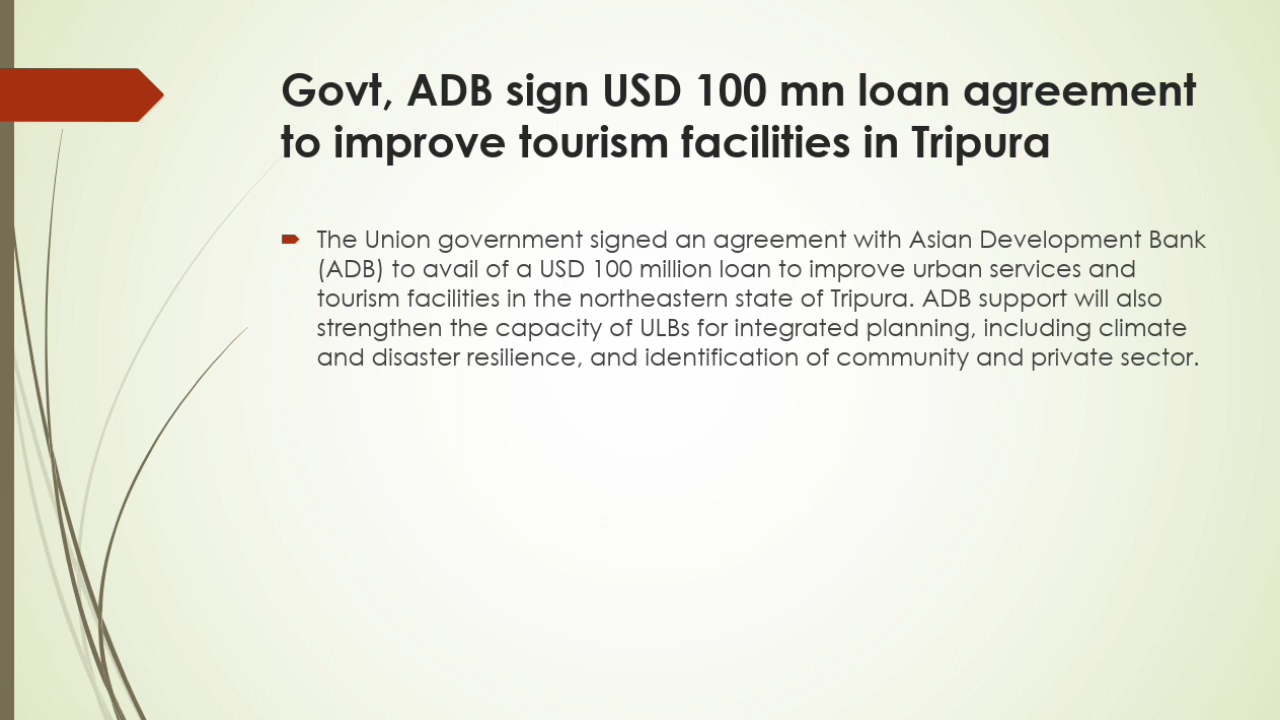 Govt, ADB sign USD 100 mn loan agreement
to improve tourism facilities in Tripura
The Union government signed an agreement with Asian Development Bank
(ADB) to avail of a USD 100 million loan to improve urban services and
tourism facilities in the northeastern state of Tripura. ADB support will also
strengthen the capacity of ULBs for integrated planning, including climate
and disaster resilience, and identification of community and private sector.